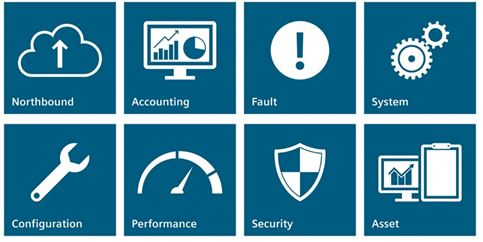 Northbound
Accounting
Fault
System
Configuration
Performance
Security
Asset